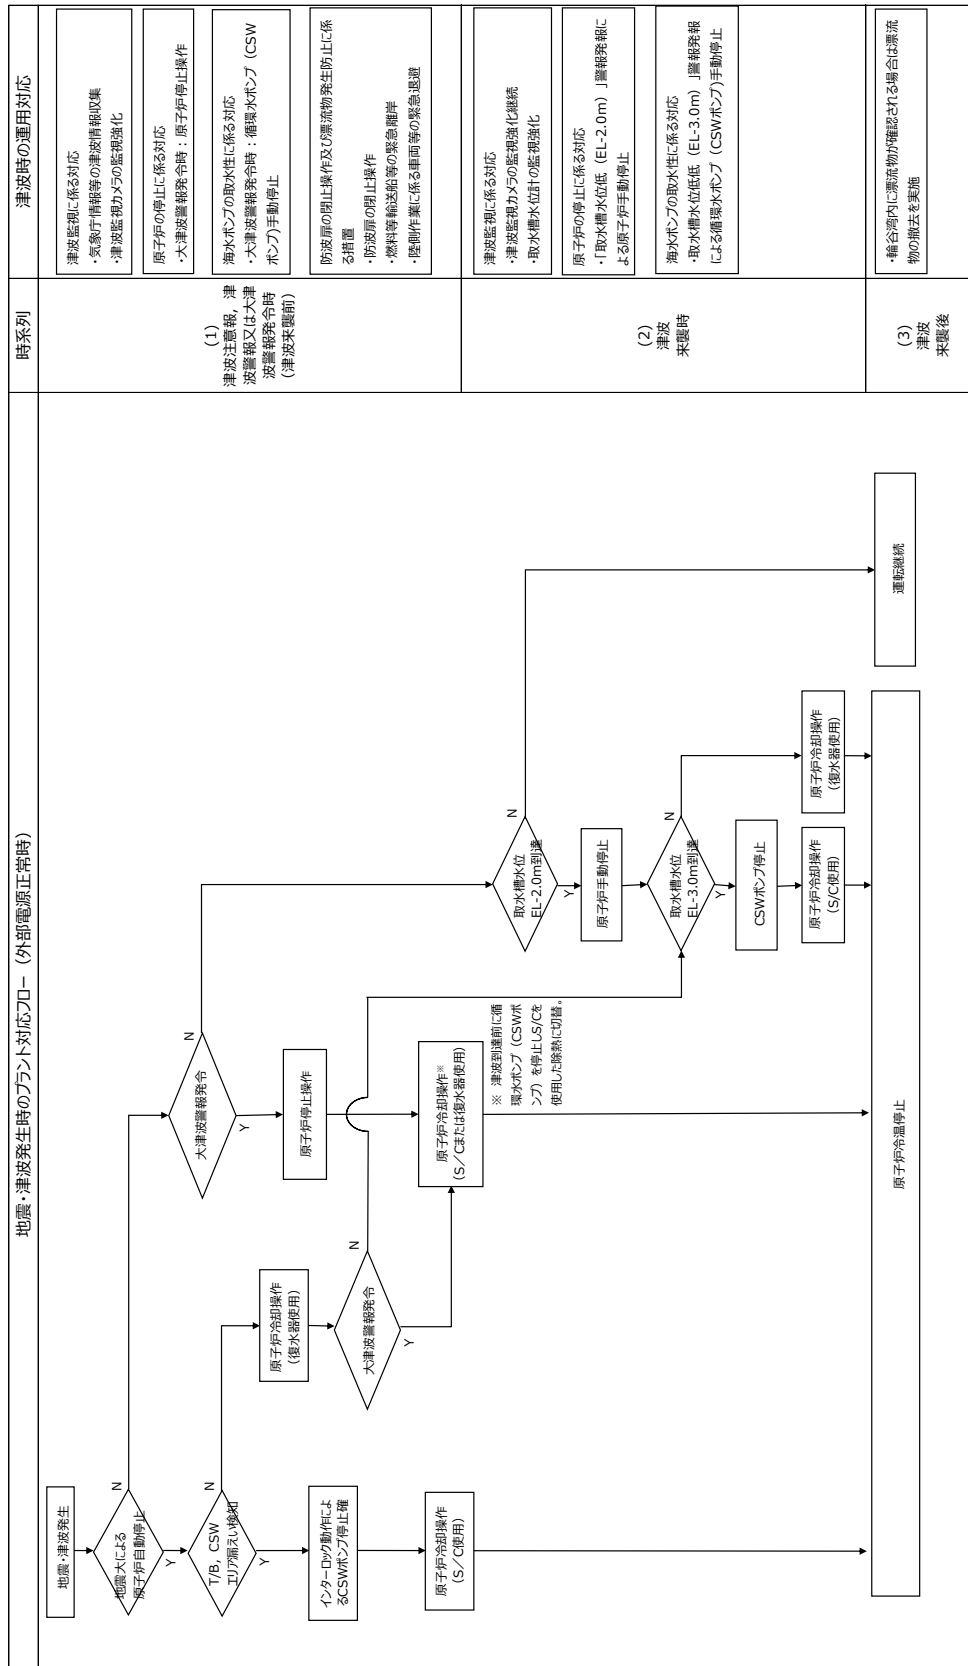 地震・津波発生時のプラント対応フロー（外部電源正常時）
時系列
津波時の運用対応
地震・津波発生
地震大による
原子炉自動停止
N
Y
T/B，CSW
エリア漏えい検知
N
Y
インターロック動作によ
るCSWポンプ停止確
原子炉冷却操作
（S／C使用）
原子炉冷却操作
（復水器使用）
大津波警報発令
N
Y
大津波警報発令
N
Y
原子炉停止操作
原子炉冷却操作※
（S／Cまたは復水器使用）
※ 津波到達前に循
環水ポンプ（CSWポ
ンプ）を停止しS/Cを
使用した除熱に切替。
取水槽水位
EL-2.0m到達
N
Y
原子炉手動停止
取水槽水位
EL-3.0m到達
N
Y
CSWポンプ停止
原子炉冷却操作
（S/C使用）
原子炉冷却操作
（復水器使用）
運転継続
原子炉冷温停止
(1)
津波注意報，津
波警報又は大津
波警報発令時
（津波来襲前）
津波監視に係る対応
・気象庁情報等の津波情報収集
・津波監視カメラの監視強化
原子炉の停止に係る対応
・大津波警報発令時：原子炉停止操作
海水ポンプの取水性に係る対応
・大津波警報発令時：循環水ポンプ（CSW
ポンプ)手動停止
防波扉の閉止操作及び漂流物発生防止に係
る措置
・防波扉の閉止操作
・燃料等輸送船等の緊急離岸
・陸側作業に係る車両等の緊急退避
(2)
津波
来襲時
津波監視に係る対応
・津波監視カメラの監視強化継続
・取水槽水位計の監視強化
原子炉の停止に係る対応
・「取水槽水位低（EL-2.0m）」警報発報に
よる原子炉手動停止
海水ポンプの取水性に係る対応
・取水槽水位低低（EL-3.0m）」警報発報
による循環水ポンプ（CSWポンプ)手動停止
(3)
津波
来襲後
・輪谷湾内に漂流物が確認される場合は漂流
物の撤去を実施